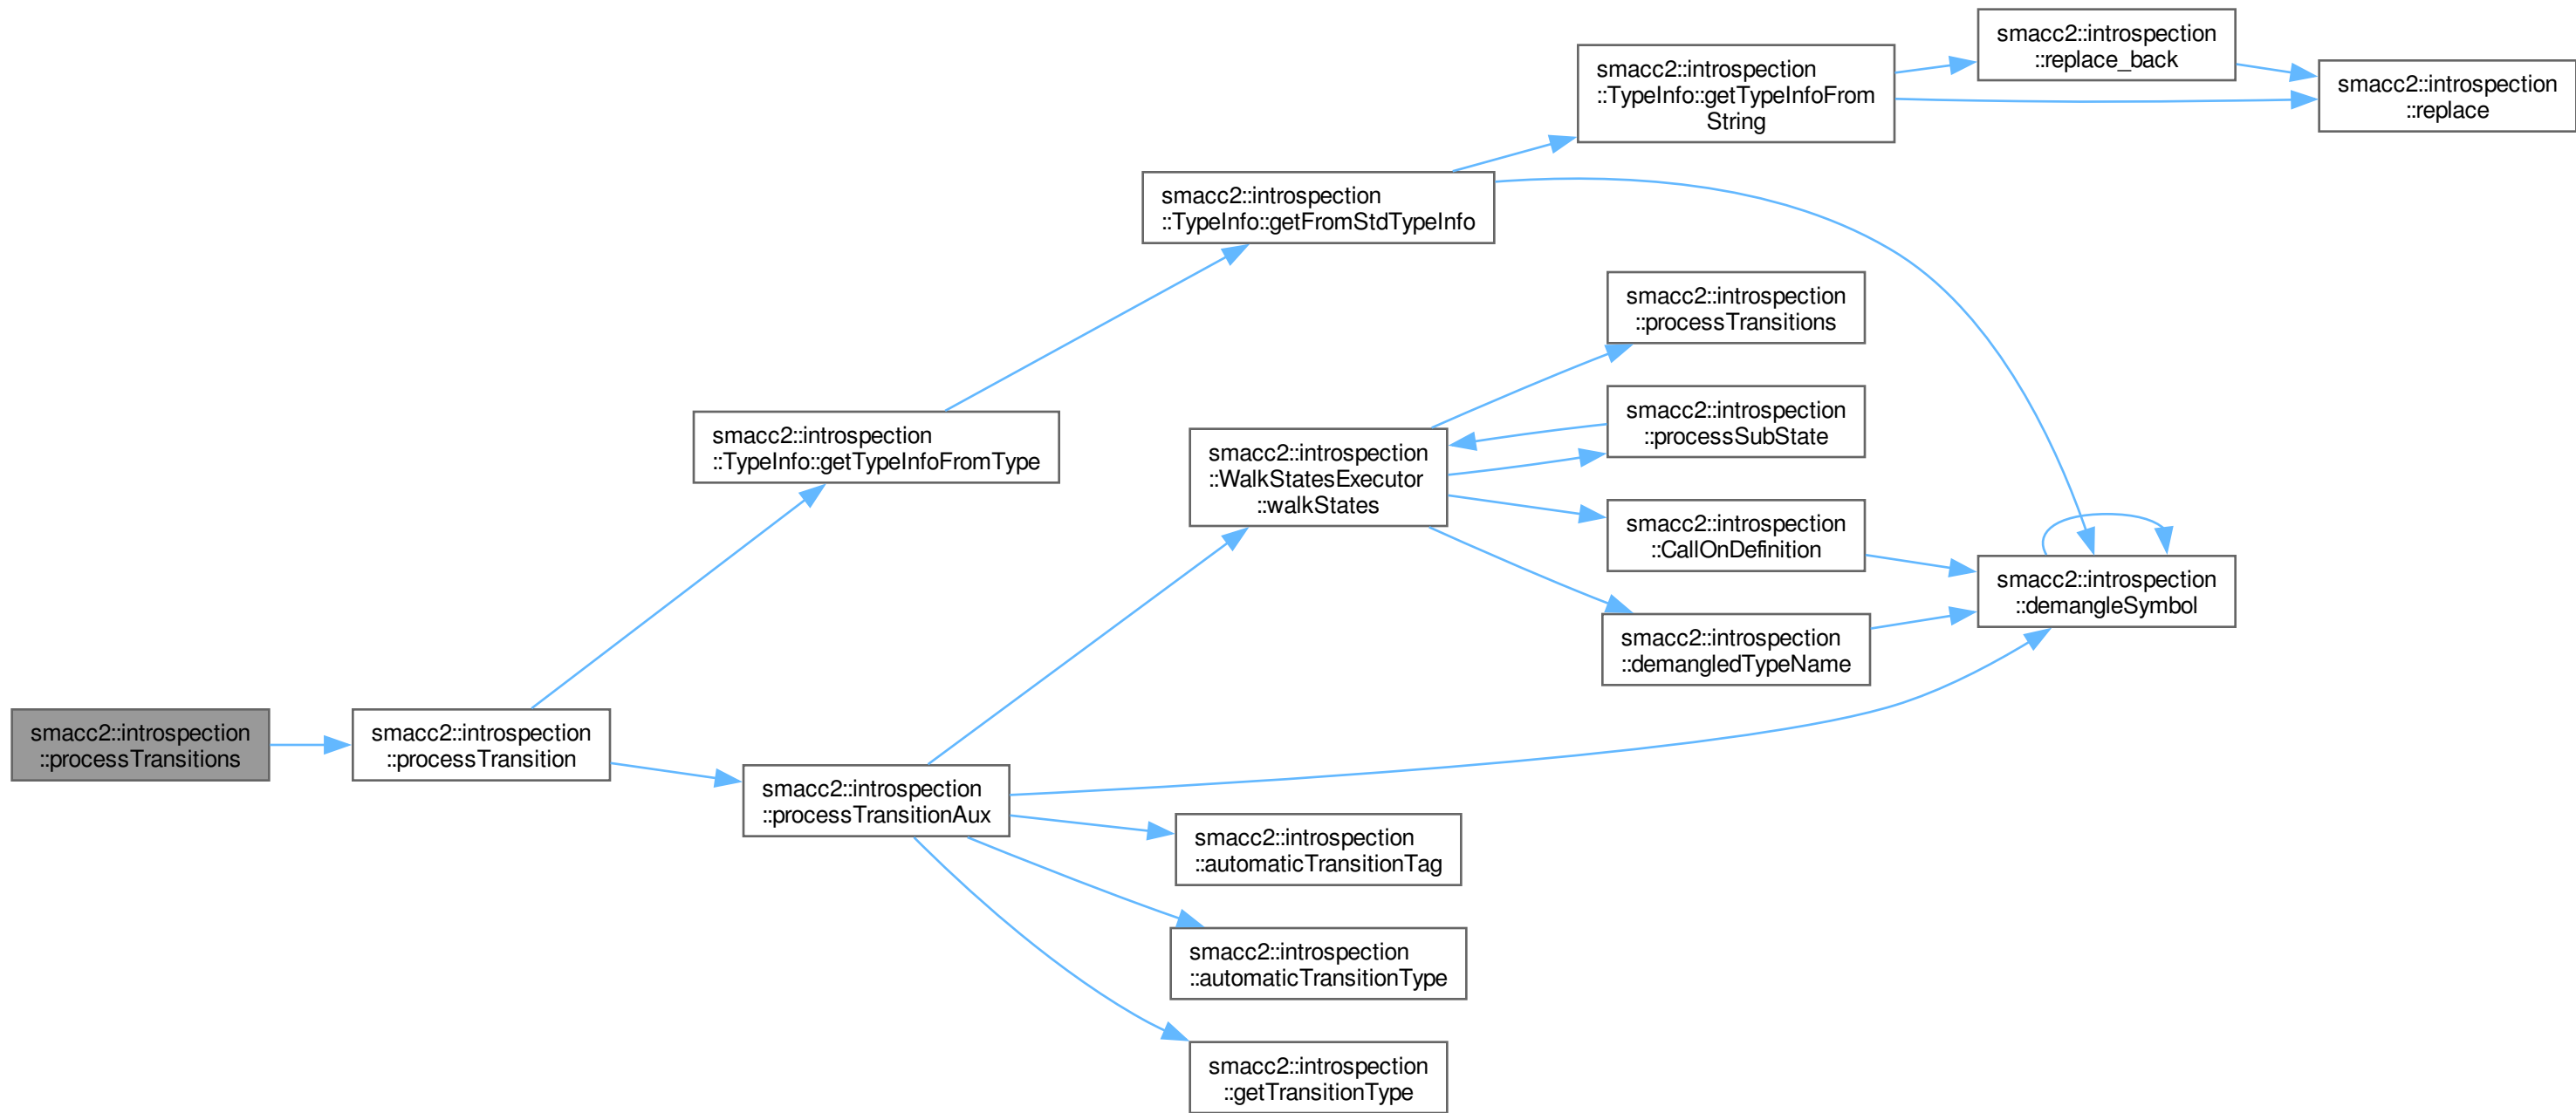 smacc2::introspection
::replace_back
smacc2::introspection
::TypeInfo::getTypeInfoFrom
String
smacc2::introspection
::replace
smacc2::introspection
::TypeInfo::getFromStdTypeInfo
smacc2::introspection
::processTransitions
smacc2::introspection
::processSubState
smacc2::introspection
::TypeInfo::getTypeInfoFromType
smacc2::introspection
::WalkStatesExecutor
::walkStates
smacc2::introspection
::CallOnDefinition
smacc2::introspection
::demangleSymbol
smacc2::introspection
::demangledTypeName
smacc2::introspection
::processTransitions
smacc2::introspection
::processTransition
smacc2::introspection
::processTransitionAux
smacc2::introspection
::automaticTransitionTag
smacc2::introspection
::automaticTransitionType
smacc2::introspection
::getTransitionType